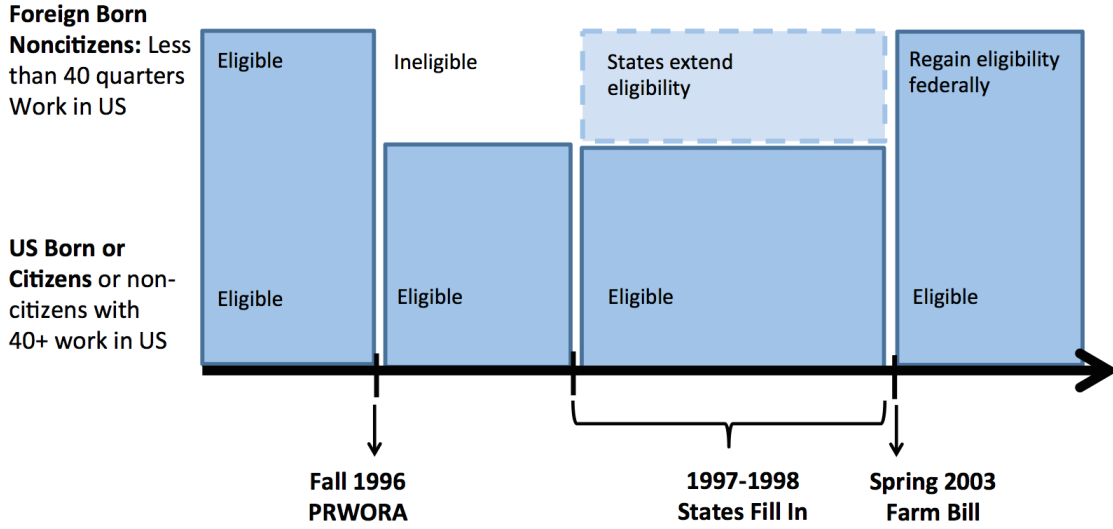 Foreign Born
Noncitizens: Less
than 40 quarters
Work in US
Eligible
Ineligible
States extend
eligibility
Regain eligibility
federally
US Born or
Citizens or non-
citizens with
40+ work in US
Eligible
Eligible
Eligible
Eligible
Fall 1996
PRWORA
1997-1998
States Fill In
Spring 2003
Farm Bill